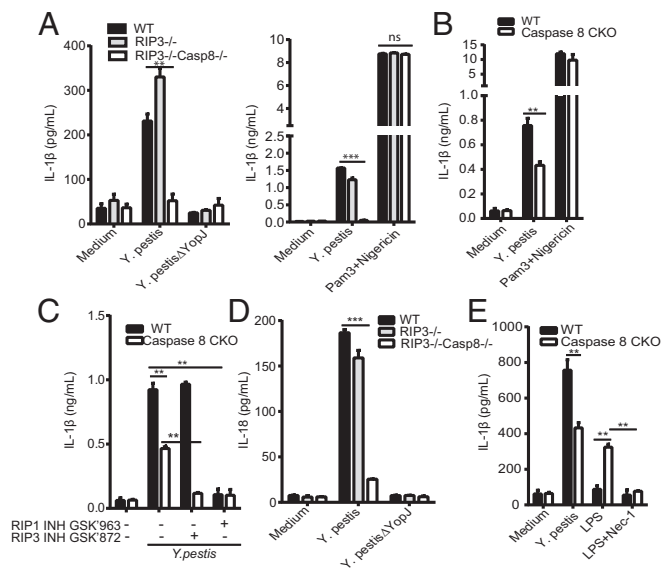 A
WT
RIP3-/-
RIP3-/-Casp8-/-
IL-1β (pg/mL)
400
300
200
100
0
**
Medium
Y. pestis
Y. pestisΔYopJ
IL-1β (ng/mL)
10
8
6
4
2.0
1.5
1.0
0.5
0.0
***
ns
Medium
Y. pestis
Pam3+Nigericin
B
WT
Caspase 8 CKO
IL-1β (ng/mL)
15
10
5
0.8
0.6
0.4
0.2
0.0
**
Medium
Y. pestis
Pam3+Nigericin
C
WT
Caspase 8 CKO
IL-1β (ng/mL)
1.5
1.0
0.5
0.0
**
**
**
RIP1 INH GSK'963 - - - +
RIP3 INH GSK'872 - - + -
Y.pestis
D
WT
RIP3-/-
RIP3-/-Casp8-/-
IL-18 (pg/mL)
200
150
100
50
0
***
Medium
Y. pestis
Y. pestisΔYopJ
E
WT
Caspase 8 CKO
IL-1β (pg/mL)
1000
800
600
400
200
0
**
**
**
Medium
Y. pestis
LPS
LPS+Nec-1